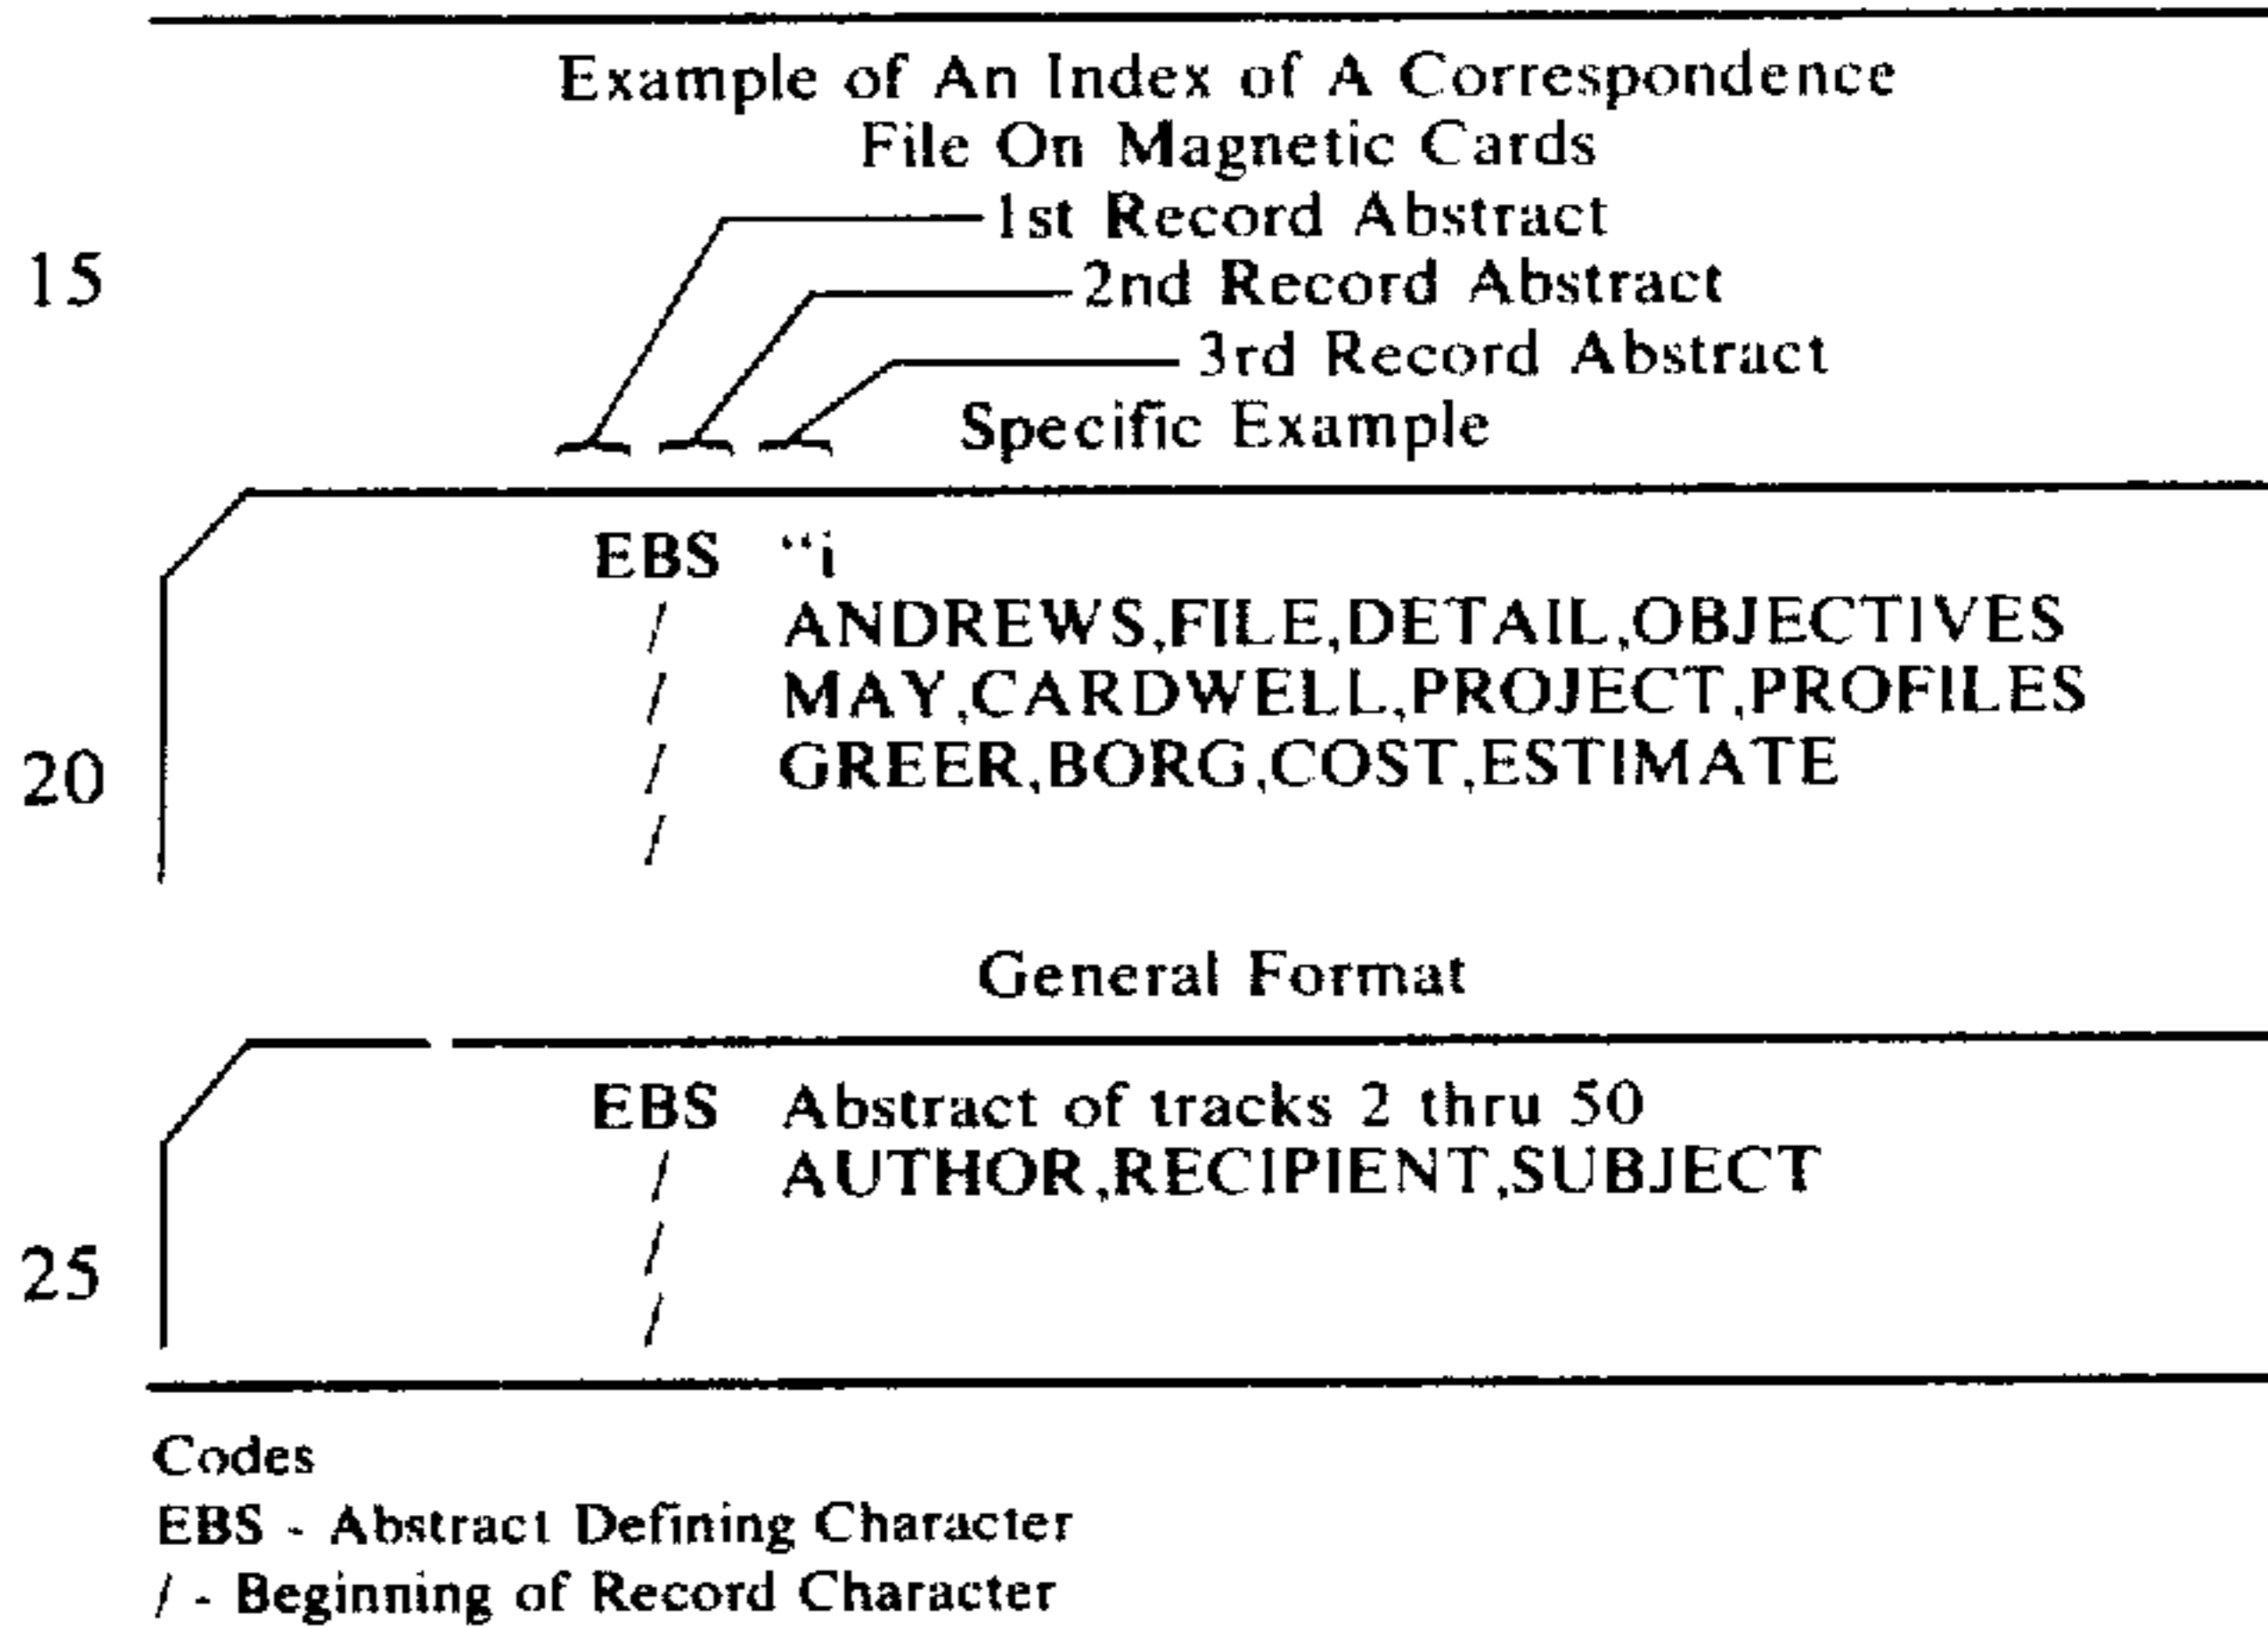 Example of An Index of A Correspondence
File On Magnetic Cards
1st Record Abstract
15
2nd Record Abstract
3rd Record Abstract
Specific Example
EBS “i
/ ANDREWS,FILE,DETAIL,OBJECTIVES
/ MAY,CARDWELL,PROJECT,PROFILES
20 / GREER,BORG,COST,ESTIMATE
/
General Format
EBS Abstract of tracks 2 thru 50
/ AUTHOR,RECIPIENT,SUBJECT
/
25
/
Codes
EBS - Abstract Defining Character
/ - Beginning of Record Character